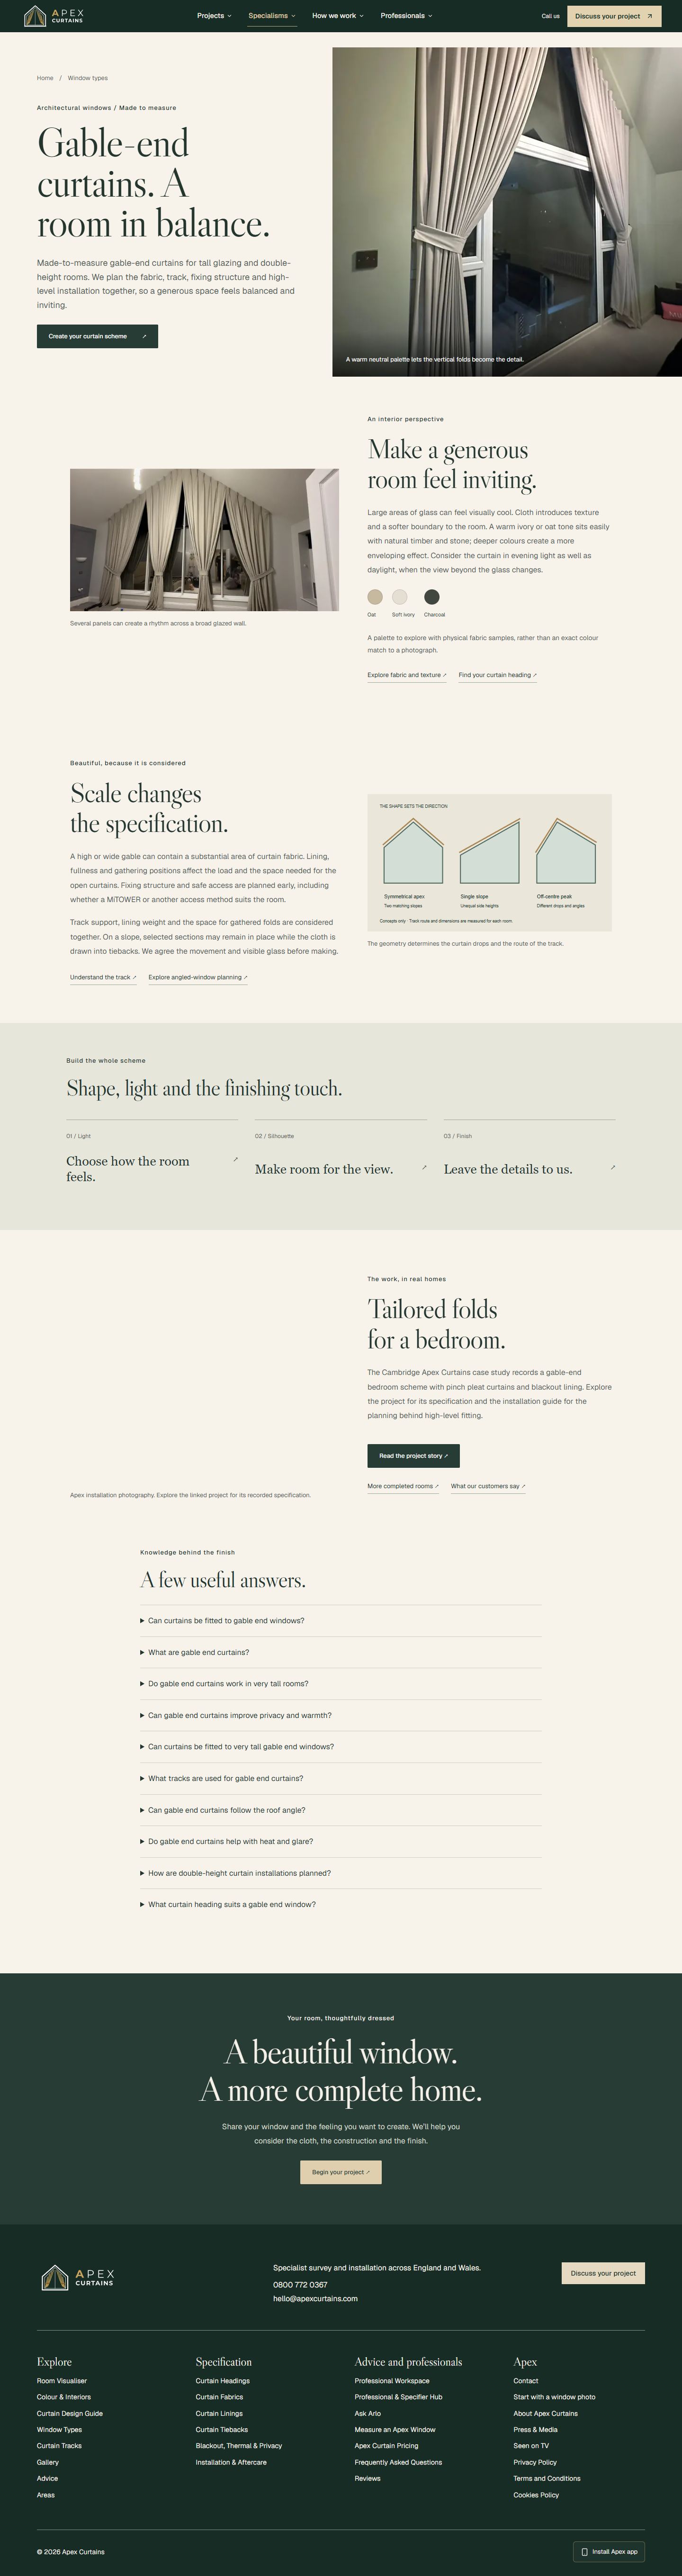 APEX
CURTAINS
Projects
Specialisms
How we work
Professionals
Call us
Discuss your project
Home / Window types
Architectural windows / Made to measure
Gable-end
curtains. A
room in balance.
Made-to-measure gable-end curtains for tall glazing and double-
height rooms. We plan the fabric, track, fixing structure and high-
level installation together, so a generous space feels balanced and
inviting.
Create your curtain scheme
A warm neutral palette lets the vertical folds become the detail.
An interior perspective
Make a generous
room feel inviting.
Large areas of glass can feel visually cool. Cloth introduces texture
and a softer boundary to the room. A warm ivory or oat tone sits easily
with natural timber and stone; deeper colours create a more
enveloping effect. Consider the curtain in evening light as well as
daylight, when the view beyond the glass changes.
Oat
Soft ivory
Charcoal
A palette to explore with physical fabric samples, rather than an exact colour
match to a photograph.
Explore fabric and texture ↗
Find your curtain heading ↗
Several panels can create a rhythm across a broad glazed wall.
Beautiful, because it is considered
Scale changes
the specification.
A high or wide gable can contain a substantial area of curtain fabric. Lining,
fullness and gathering positions affect the load and the space needed for the
open curtains. Fixing structure and safe access are planned early, including
whether a MiTOWER or another access method suits the room.
Track support, lining weight and the space for gathered folds are considered
together. On a slope, selected sections may remain in place while the cloth is
drawn into tiebacks. We agree the movement and visible glass before making.
Understand the track ↗
Explore angled-window planning ↗
THE SHAPE SETS THE DIRECTION
Symmetrical apex
Two matching slopes
Single slope
Unequal side heights
Off-centre peak
Different drops and angles
Concepts only · Track route and dimensions are measured for each room.
The geometry determines the curtain drops and the route of the track.
Build the whole scheme
Shape, light and the finishing touch.
01 / Light
Choose how the room
feels.
02 / Silhouette
Make room for the view.
03 / Finish
Leave the details to us.
The work, in real homes
Tailored folds
for a bedroom.
The Cambridge Apex Curtains case study records a gable-end
bedroom scheme with pinch pleat curtains and blackout lining. Explore
the project for its specification and the installation guide for the
planning behind high-level fitting.
Read the project story ↗
More completed rooms ↗
What our customers say ↗
Apex installation photography. Explore the linked project for its recorded specification.
Knowledge behind the finish
A few useful answers.
Can curtains be fitted to gable end windows?
What are gable end curtains?
Do gable end curtains work in very tall rooms?
Can gable end curtains improve privacy and warmth?
Can curtains be fitted to very tall gable end windows?
What tracks are used for gable end curtains?
Can gable end curtains follow the roof angle?
Do gable end curtains help with heat and glare?
How are double-height curtain installations planned?
What curtain heading suits a gable end window?
Your room, thoughtfully dressed
A beautiful window.
A more complete home.
Share your window and the feeling you want to create. We'll help you
consider the cloth, the construction and the finish.
Begin your project ↗
APEX
CURTAINS
Specialist survey and installation across England and Wales.
0800 772 0367
hello@apexcurtains.com
Discuss your project
Explore
Room Visualiser
Colour & Interiors
Curtain Design Guide
Window Types
Curtain Tracks
Gallery
Advice
Areas
Specification
Curtain Headings
Curtain Fabrics
Curtain Linings
Curtain Tiebacks
Blackout, Thermal & Privacy
Installation & Aftercare
Advice and professionals
Professional Workspace
Professional & Specifier Hub
Ask Arlo
Measure an Apex Window
Apex Curtain Pricing
Frequently Asked Questions
Reviews
Apex
Contact
Start with a window photo
About Apex Curtains
Press & Media
Seen on TV
Privacy Policy
Terms and Conditions
Cookies Policy
© 2026 Apex Curtains
Install Apex app